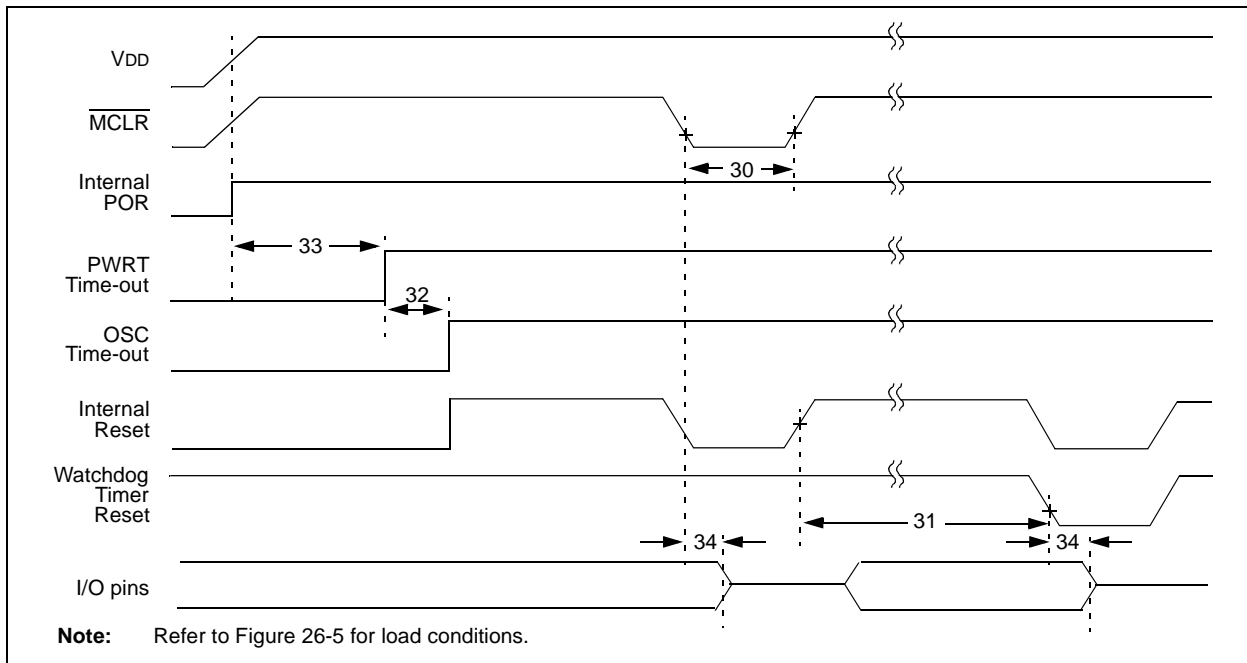 VDD
MCLR
30
Internal
POR
33
PWRT
Time-out
32
OSC
Time-out
Internal
Reset
Watchdog
Timer
Reset
31
34
34
I/O pins
Note: Refer to Figure 26-5 for load conditions.